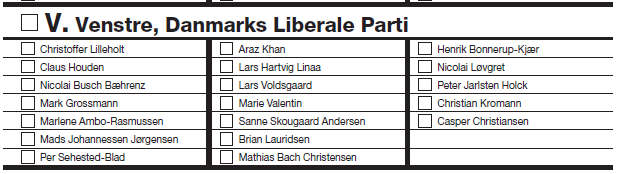 V. Venstre, Danmarks Liberale Parti
Christoffer Lilleholt
Claus Houden
Nicolai Busch Bæhrenz
Mark Grossmann
Marlene Ambo-Rasmussen
Mads Johannessen Jørgensen
Per Sehested-Blad
Araz Khan
Lars Hartvig Linaa
Lars Voldsgaard
Marie Valentin
Sanne Skougaard Andersen
Brian Lauridsen
Mathias Bach Christensen
Henrik Bonnerup-Kjær
Nicolai Løvgret
Peter Jarlsten Holck
Christian Kromann
Casper Christiansen